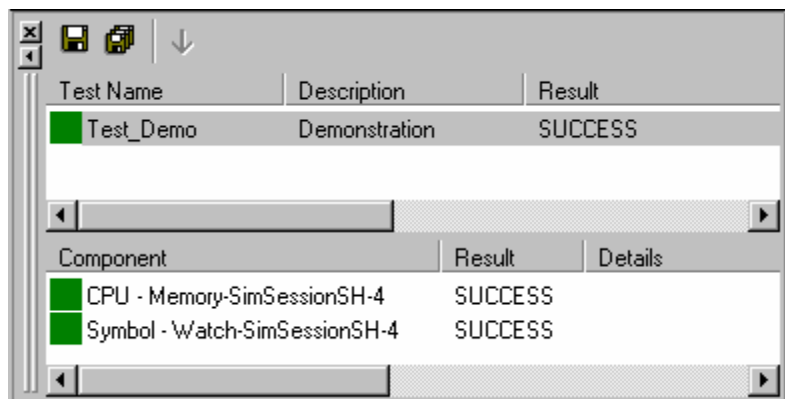 Test Name Description Result
Test_Demo Demonstration SUCCESS
Component Result Details
CPU - Memory-SimSessionSH-4 SUCCESS
Symbol - Watch-SimSessionSH-4 SUCCESS